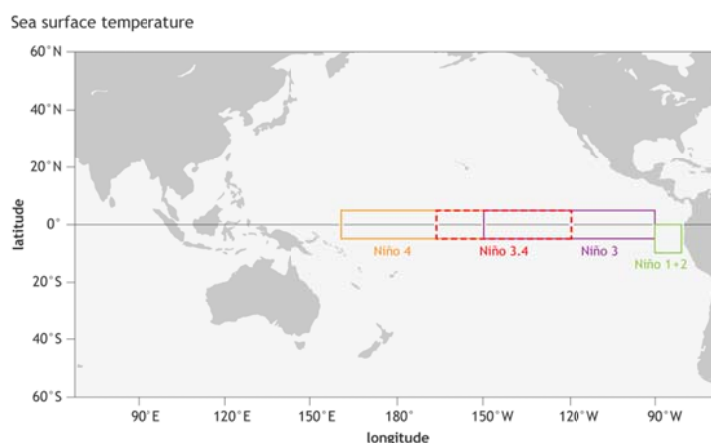 Sea surface temperature
60°N
40°N
20°N
0°
20°S
40°S
60°S
latitude
Niño 4
Niño 3.4
Niño 3
Niño 1+2
90°E
120°E
150°E
180°
150°W
120°W
90°W
longitude